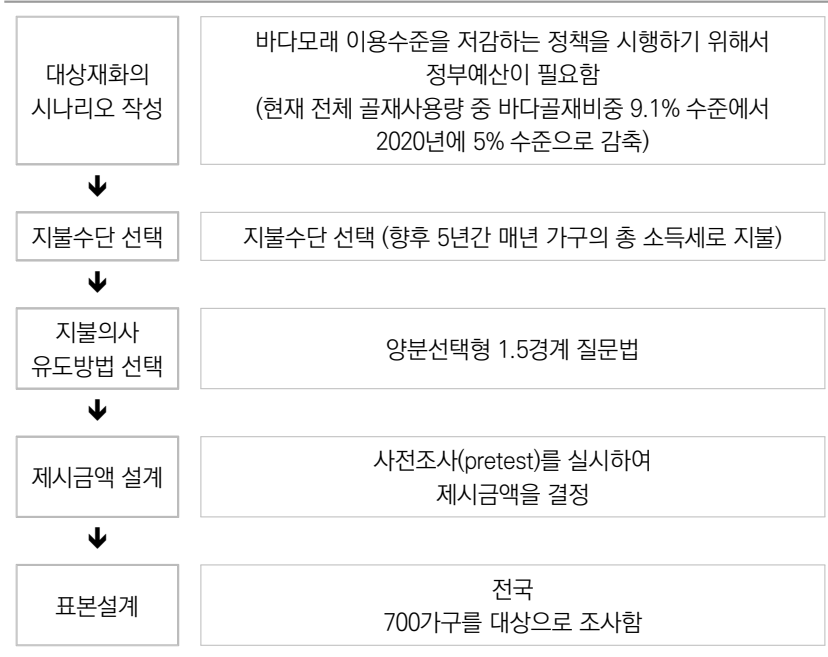 대상재화의
시나리오 작성
바다모래 이용수준을 저감하는 정책을 시행하기 위해서
정부예산이 필요함
(현재 전체 골재사용량 중 바다골재비중 9.1% 수준에서
2020년에 5% 수준으로 감축)
지불수단 선택
지불수단 선택 (향후 5년간 매년 가구의 총 소득세로 지불)
지불의사
유도방법 선택
양분선택형 1.5경계 질문법
제시금액 설계
사전조사(pretest)를 실시하여
제시금액을 결정
표본설계
전국
700가구를 대상으로 조사함